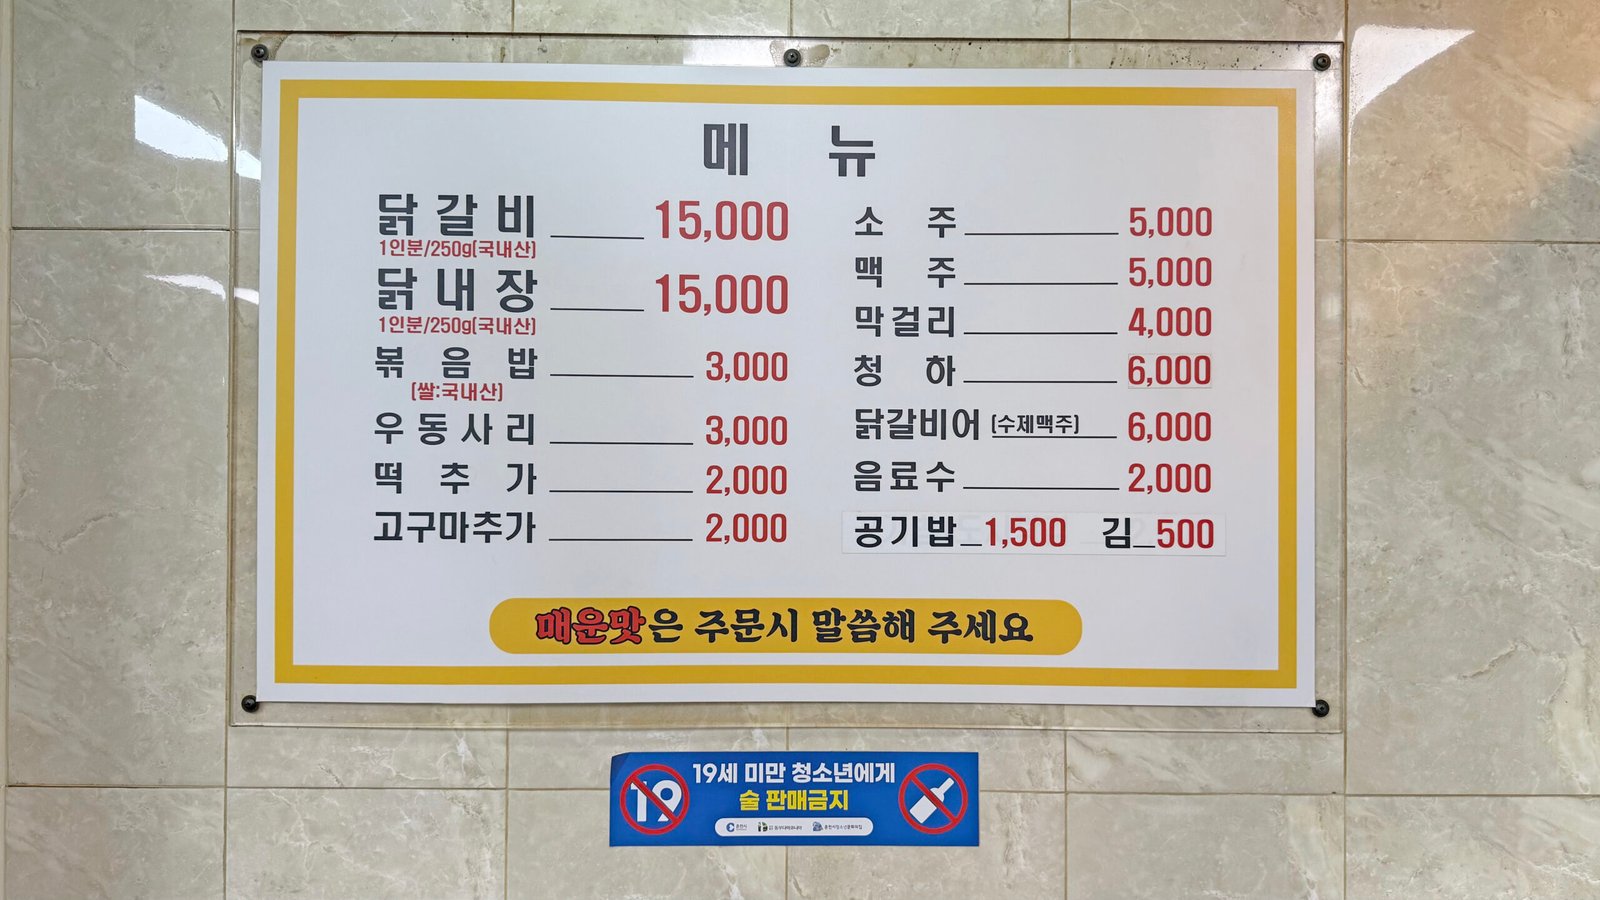 메 뉴
닭 갈 비 15,000
1인분/250g(국내산)
닭 내 장 15,000
1인분/250g(국내산)
볶 음 밥 3,000
(쌀:국내산)
우 동 사 리 3,000
떡 추 가 2,000
고구마추가 2,000
소 주 5,000
맥 주 5,000
막걸리 4,000
청 하 6,000
닭갈비어 (수제맥주) 6,000
음료수 2,000
공기밥 1,500 김 500
매운맛은 주문시 말씀해 주세요
19세 미만 청소년에게
술 판매금지
19
춘천시